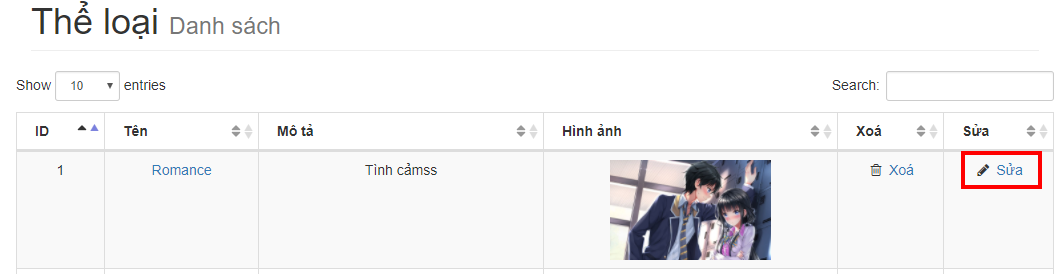 Thể loại Danh sách
Show 10 entries Search:
ID Tên Mô tả Hình ảnh Xoá Sửa
1 Romance Tình cảmss Xoá Sửa